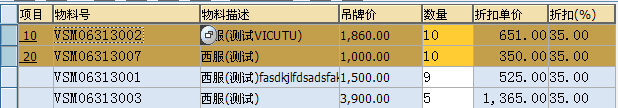 项目 物料号 物料描述 吊牌价 数量 折扣单价 折扣(%)
10 VSM06313002 服(测试VICUTU) 1,860.00 10 651.00 35.00
20 VSM06313007 西服(测试) 1,000.00 10 350.00 35.00
VSM06313001 西服(测试)fasdkjlfdsadsfak 1,500.00 9 525.00 35.00
VSM06313003 西服(测试) 3,900.00 5 1,365.00 35.00